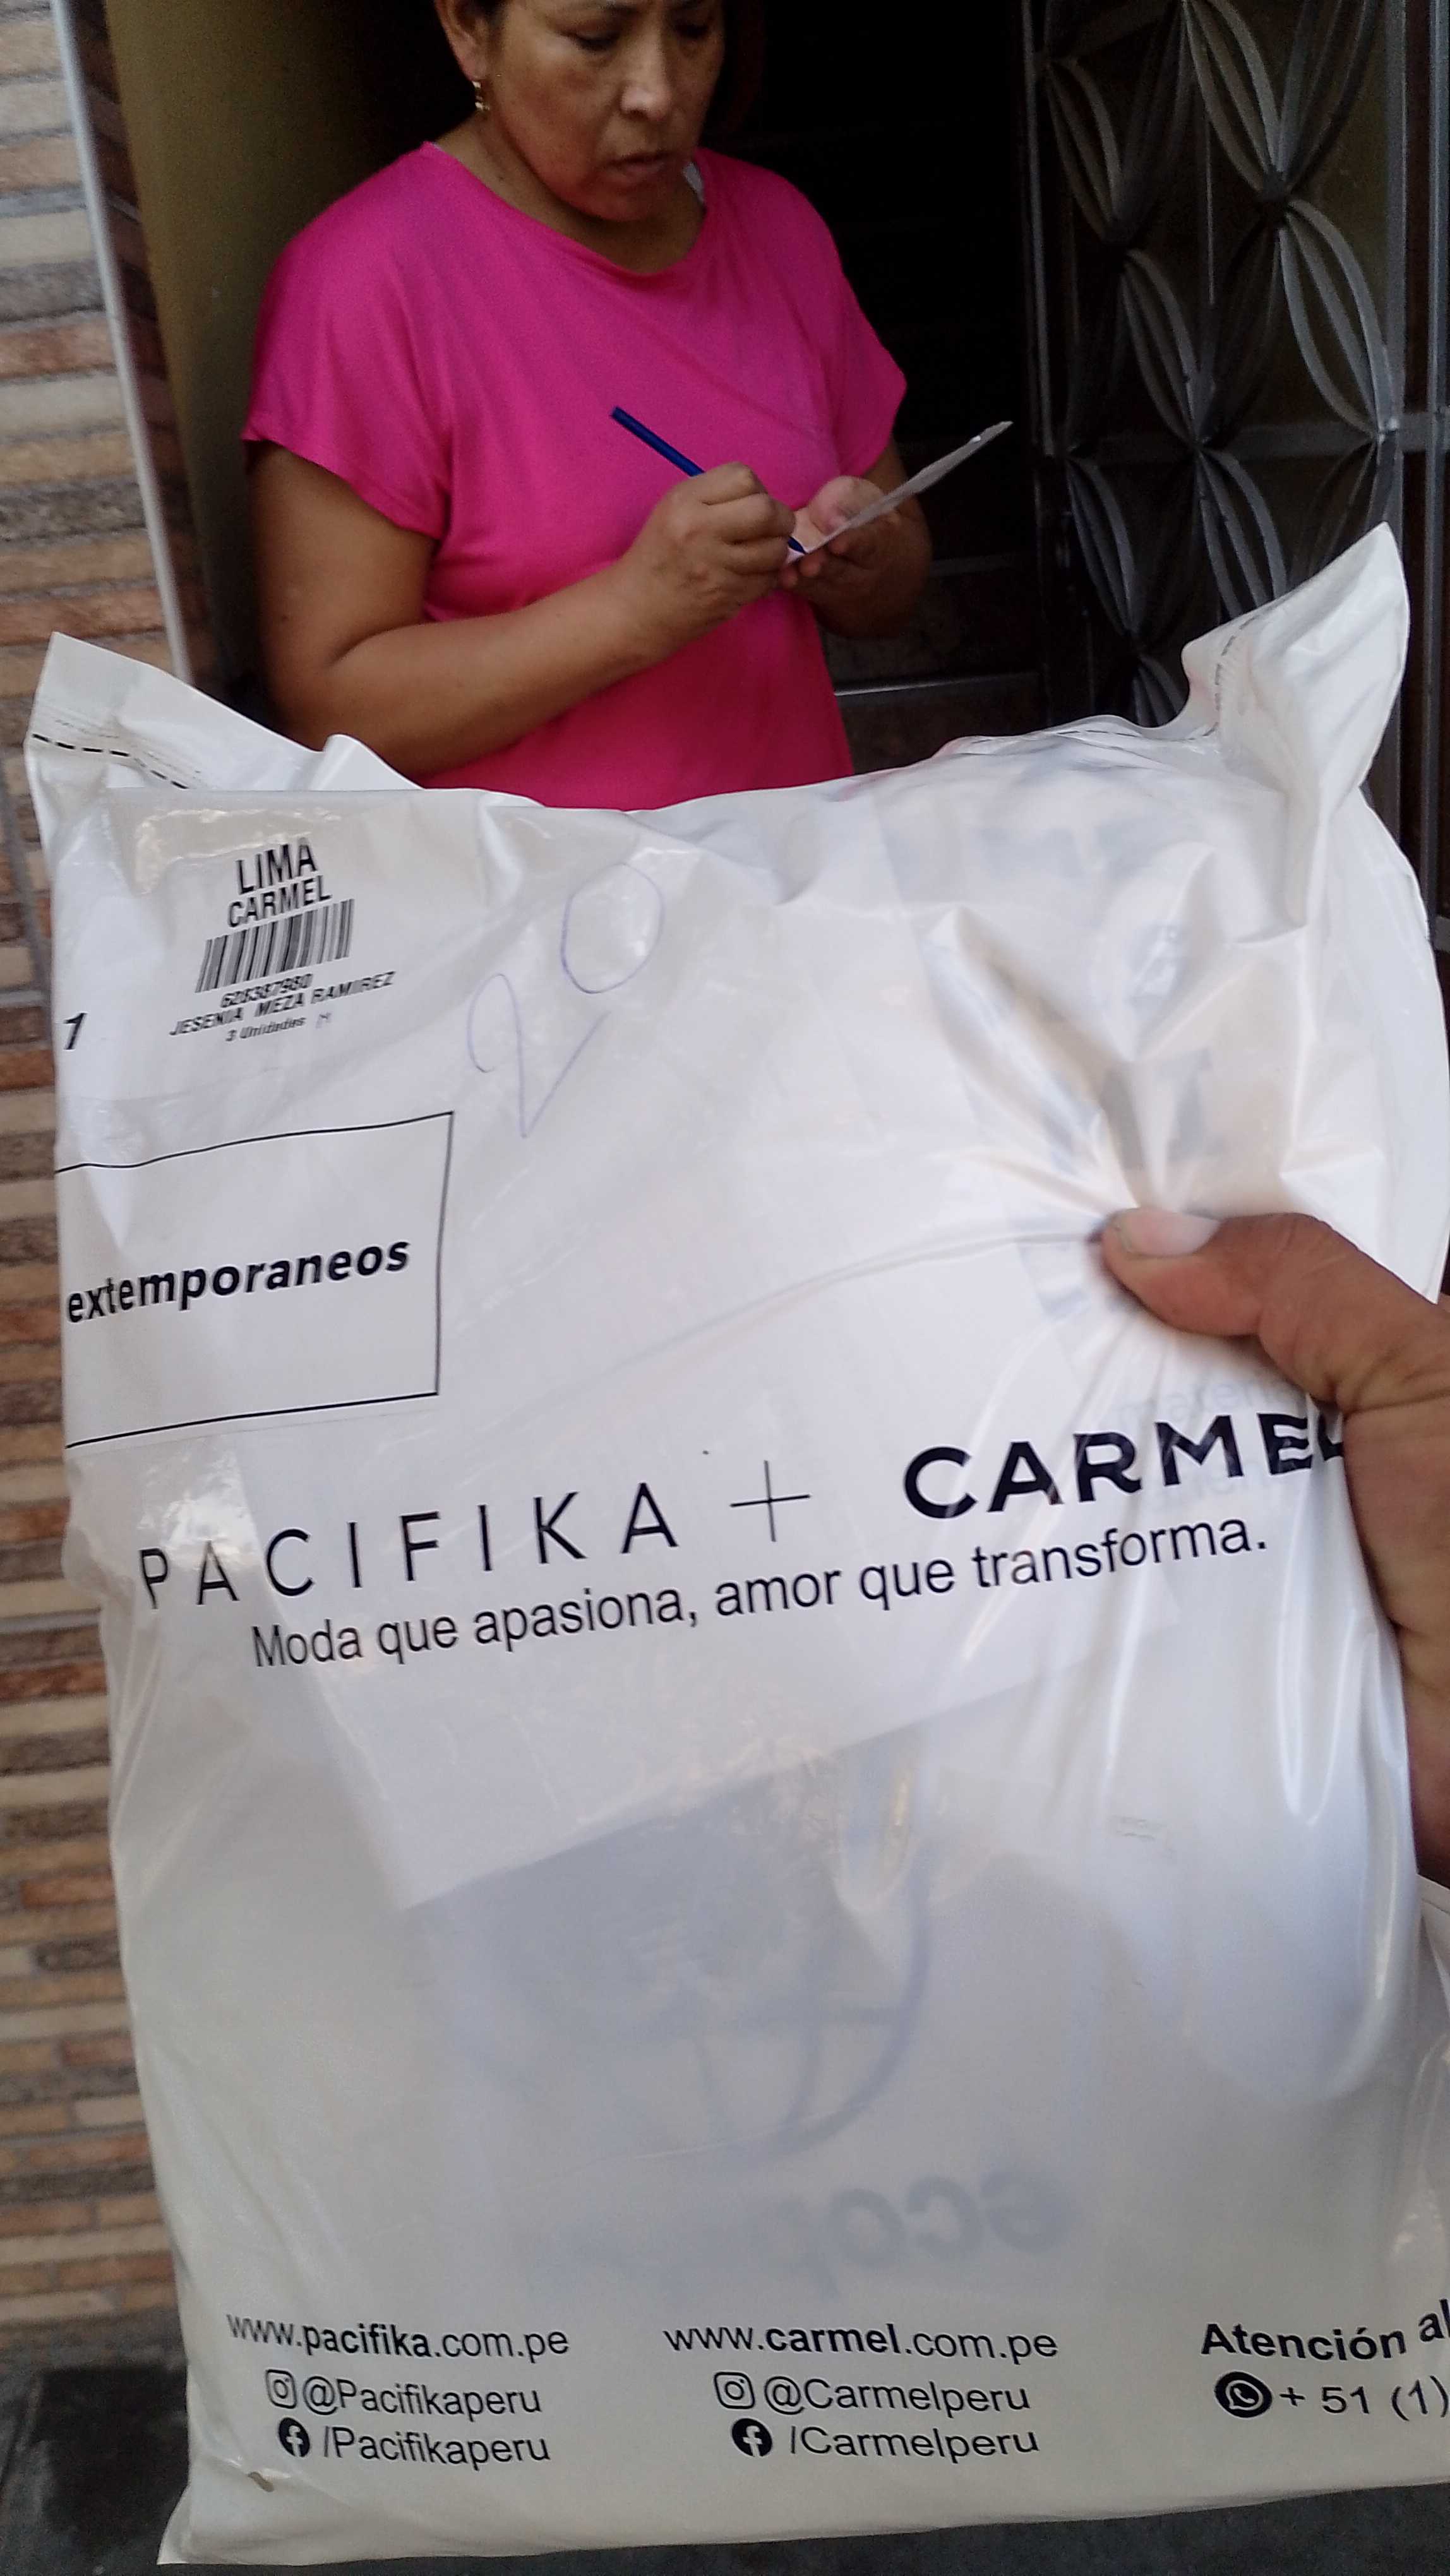 LIMA
CARMEL
JESENIA MEZA RAMIREZ
3 Unidades M
1
20
extemporaneos
PACIFIKA + CARMEL
Moda que apasiona, amor que transforma.
www.pacifika.com.pe
@Pacifikaperu
/Pacifikaperu
www.carmel.com.pe
@Carmelperu
/Carmelperu
Atención al
+ 51 (1)